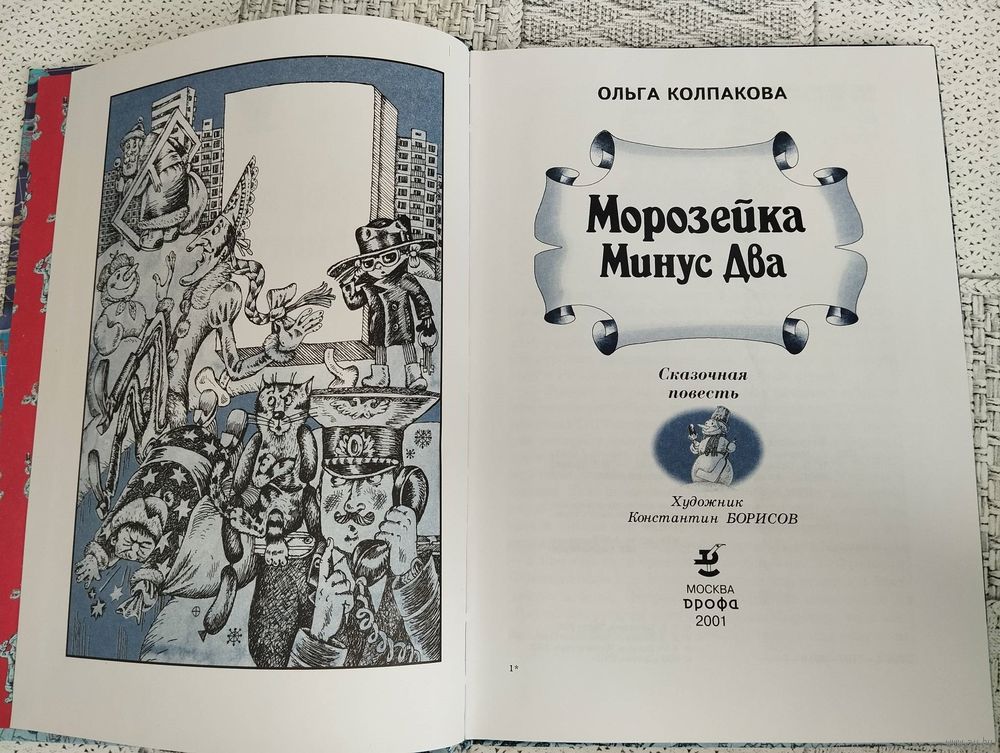 ОЛЬГА КОЛПАКОВА
Морозейка
Минус Два
Сказочная
повесть
Художник
Константин БОРИСОВ
МОСКВА
Дрофа
2001
1*